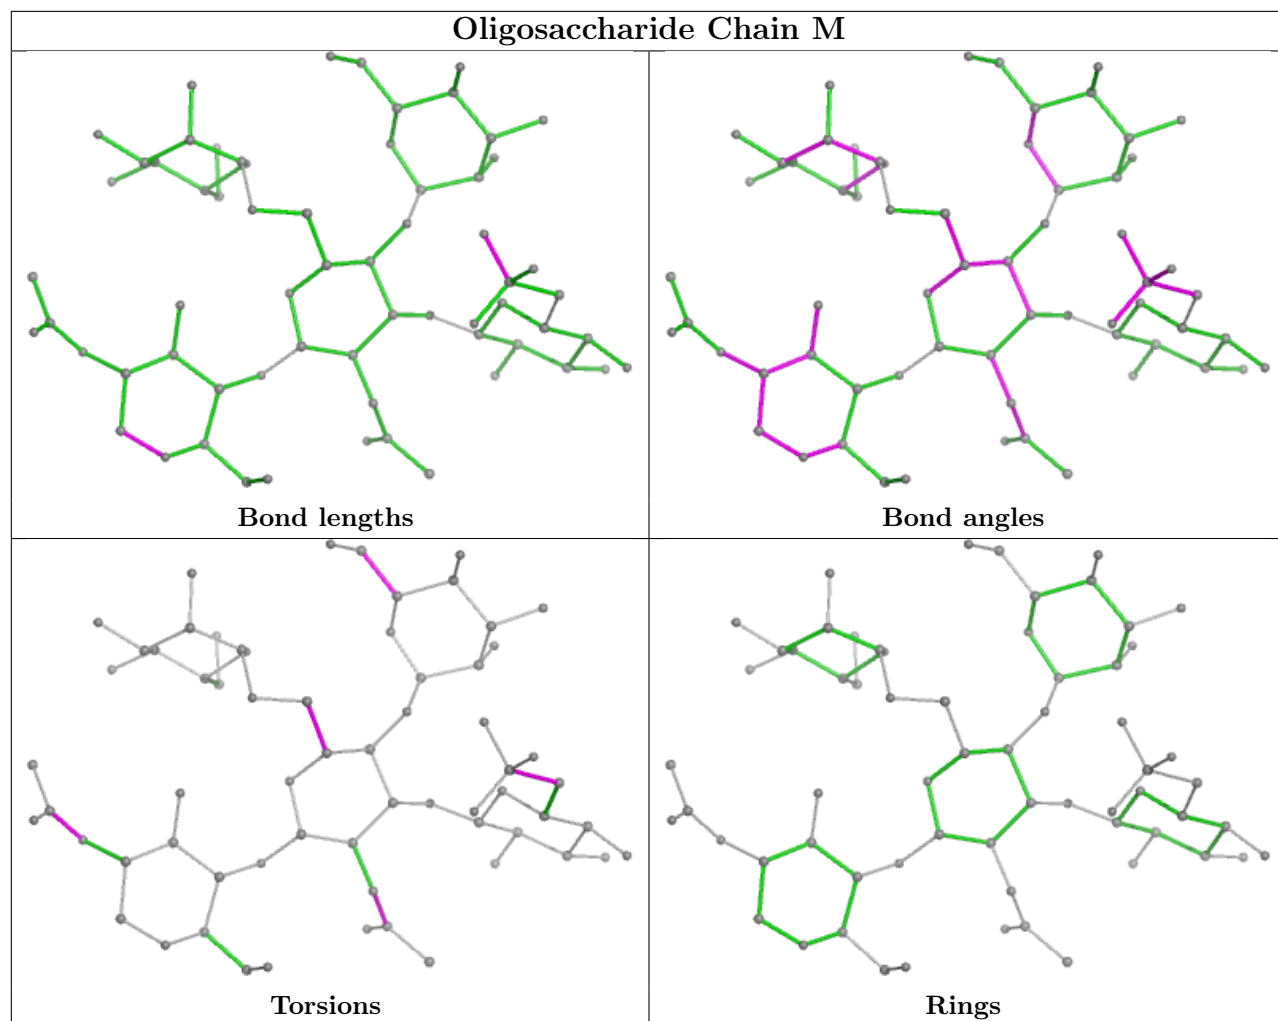 Oligosaccharide Chain M
Bond lengths
Bond angles
Torsions
Rings